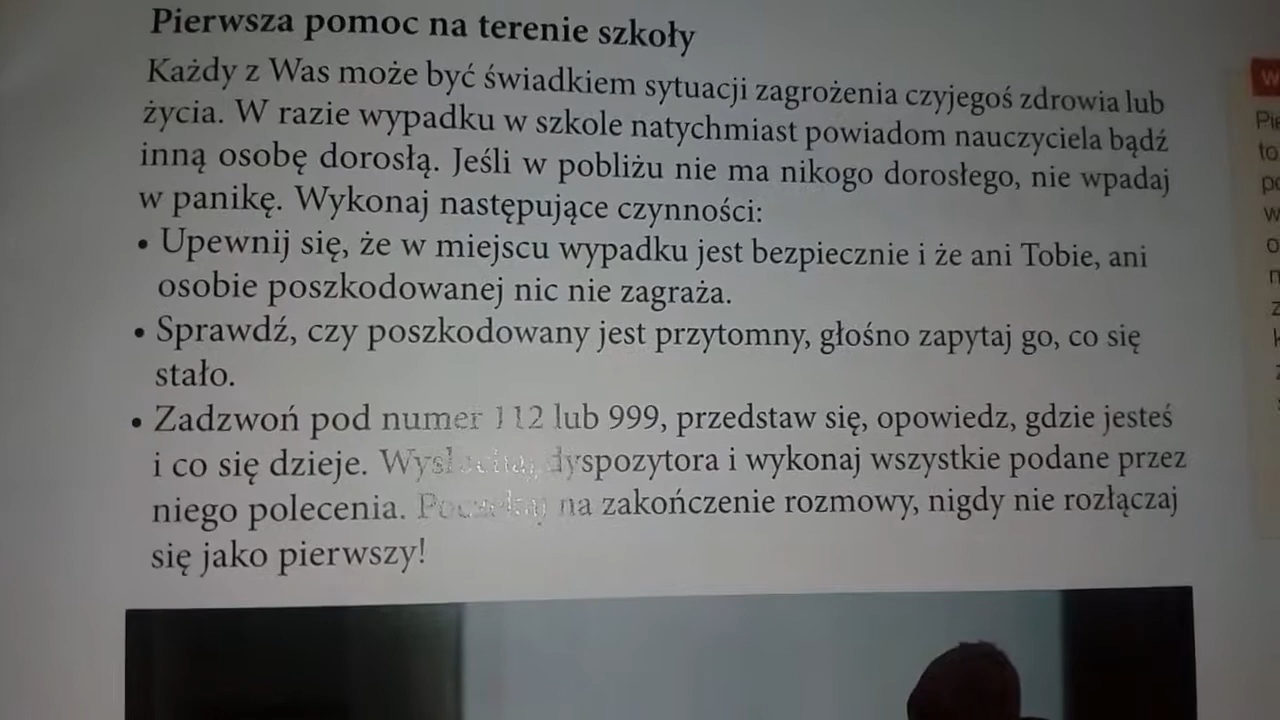 Pierwsza pomoc na terenie szkoły
Każdy z Was może być świadkiem sytuacji zagrożenia czyjegoś zdrowia lub
życia. W razie wypadku w szkole natychmiast powiadom nauczyciela bądź
inną osobę dorosłą. Jeśli w pobliżu nie ma nikogo dorosłego, nie wpadaj
w panikę. Wykonaj następujące czynności:
• Upewnij się, że w miejscu wypadku jest bezpiecznie i że ani Tobie, ani
osobie poszkodowanej nic nie zagraża.
• Sprawdź, czy poszkodowany jest przytomny, głośno zapytaj go, co się
stało.
• Zadzwoń pod numer 112 lub 999, przedstaw się, opowiedz, gdzie jesteś
i co się dzieje. Wysłuchaj dyspozytora i wykonaj wszystkie podane przez
niego polecenia. Poczekaj na zakończenie rozmowy, nigdy nie rozłączaj
się jako pierwszy!